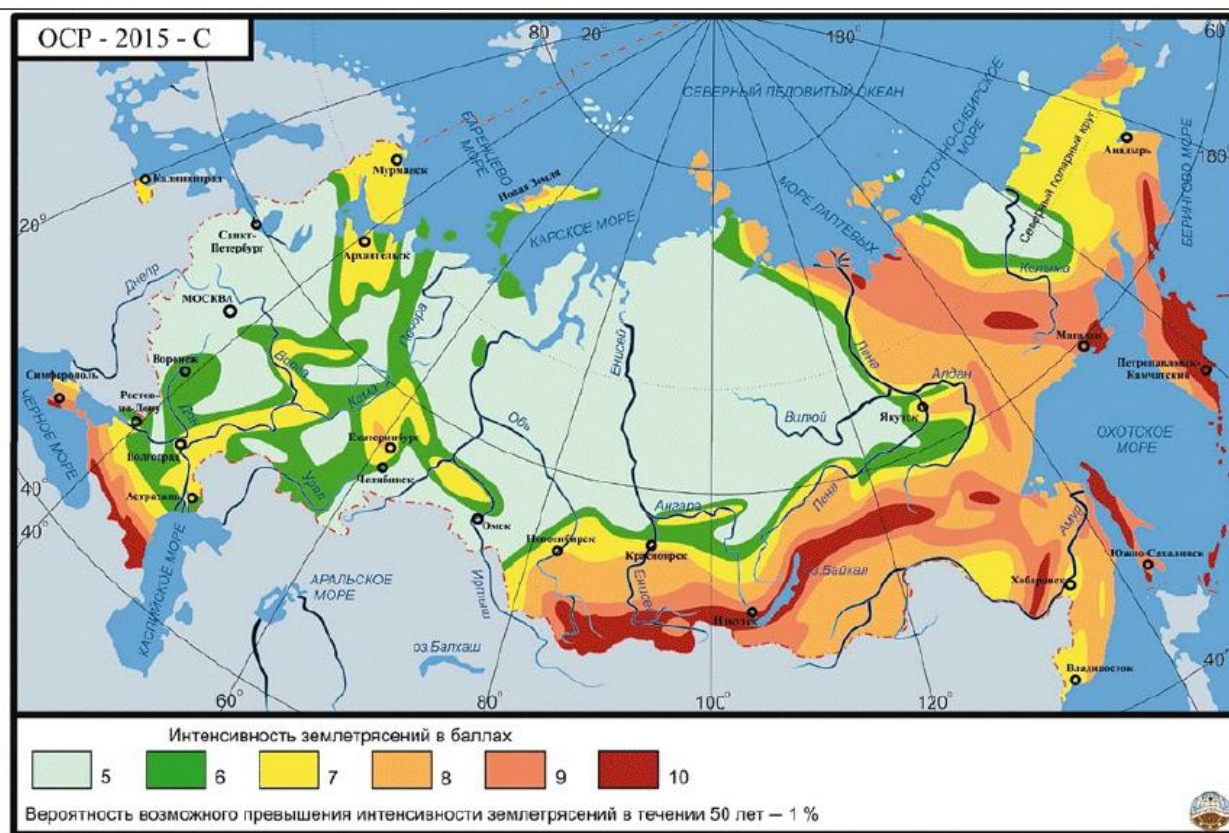 ОСР - 2015 - С
80
20°
180°
60°
СЕВЕРНЫЙ ЛЕДОВИТЫЙ ОКЕАН
БАРЕНЦЕВО
МОРЕ
ВОСТОЧНО-СИБИРСКОЕ
МОРЕ
Северный полярный круг
Анадырь
180°
БЕРИНГОВО МОРЕ
Калининград
Мурманск
Новая Земля
КАРСКОЕ МОРЕ
МОРЕ ЛАПТЕВЫХ
20°
Санкт-
Петербург
Архангельск
Колыма
Днепр
МОСКВА
Печора
Енисей
Лена
Магадан
Петропавловск-
Камчатский
Воронеж
Волга
Симферополь
Ростов-
на-Дону
Дон
Кама
Обь
Вилюй
Алдан
Якутск
ЧЕРНОЕ МОРЕ
Екатеринбург
ОХОТСКОЕ
МОРЕ
Волгоград
Челябинск
Астрахань
Урал
Лена
40°
40°
Омск
Ангара
Новосибирск
Красноярск
Амур
Южно-Сахалинск
КАСПИЙСКОЕ МОРЕ
АРАЛЬСКОЕ
МОРЕ
Иртыш
Енисей
оз.Байкал
Хабаровск
Иркутск
оз.Балхаш
40°
Владивосток
60°
80°
100°
120°
Интенсивность землетрясений в баллах
5 6 7 8 9 10
Вероятность возможного превышения интенсивности землетрясений в течении 50 лет — 1 %